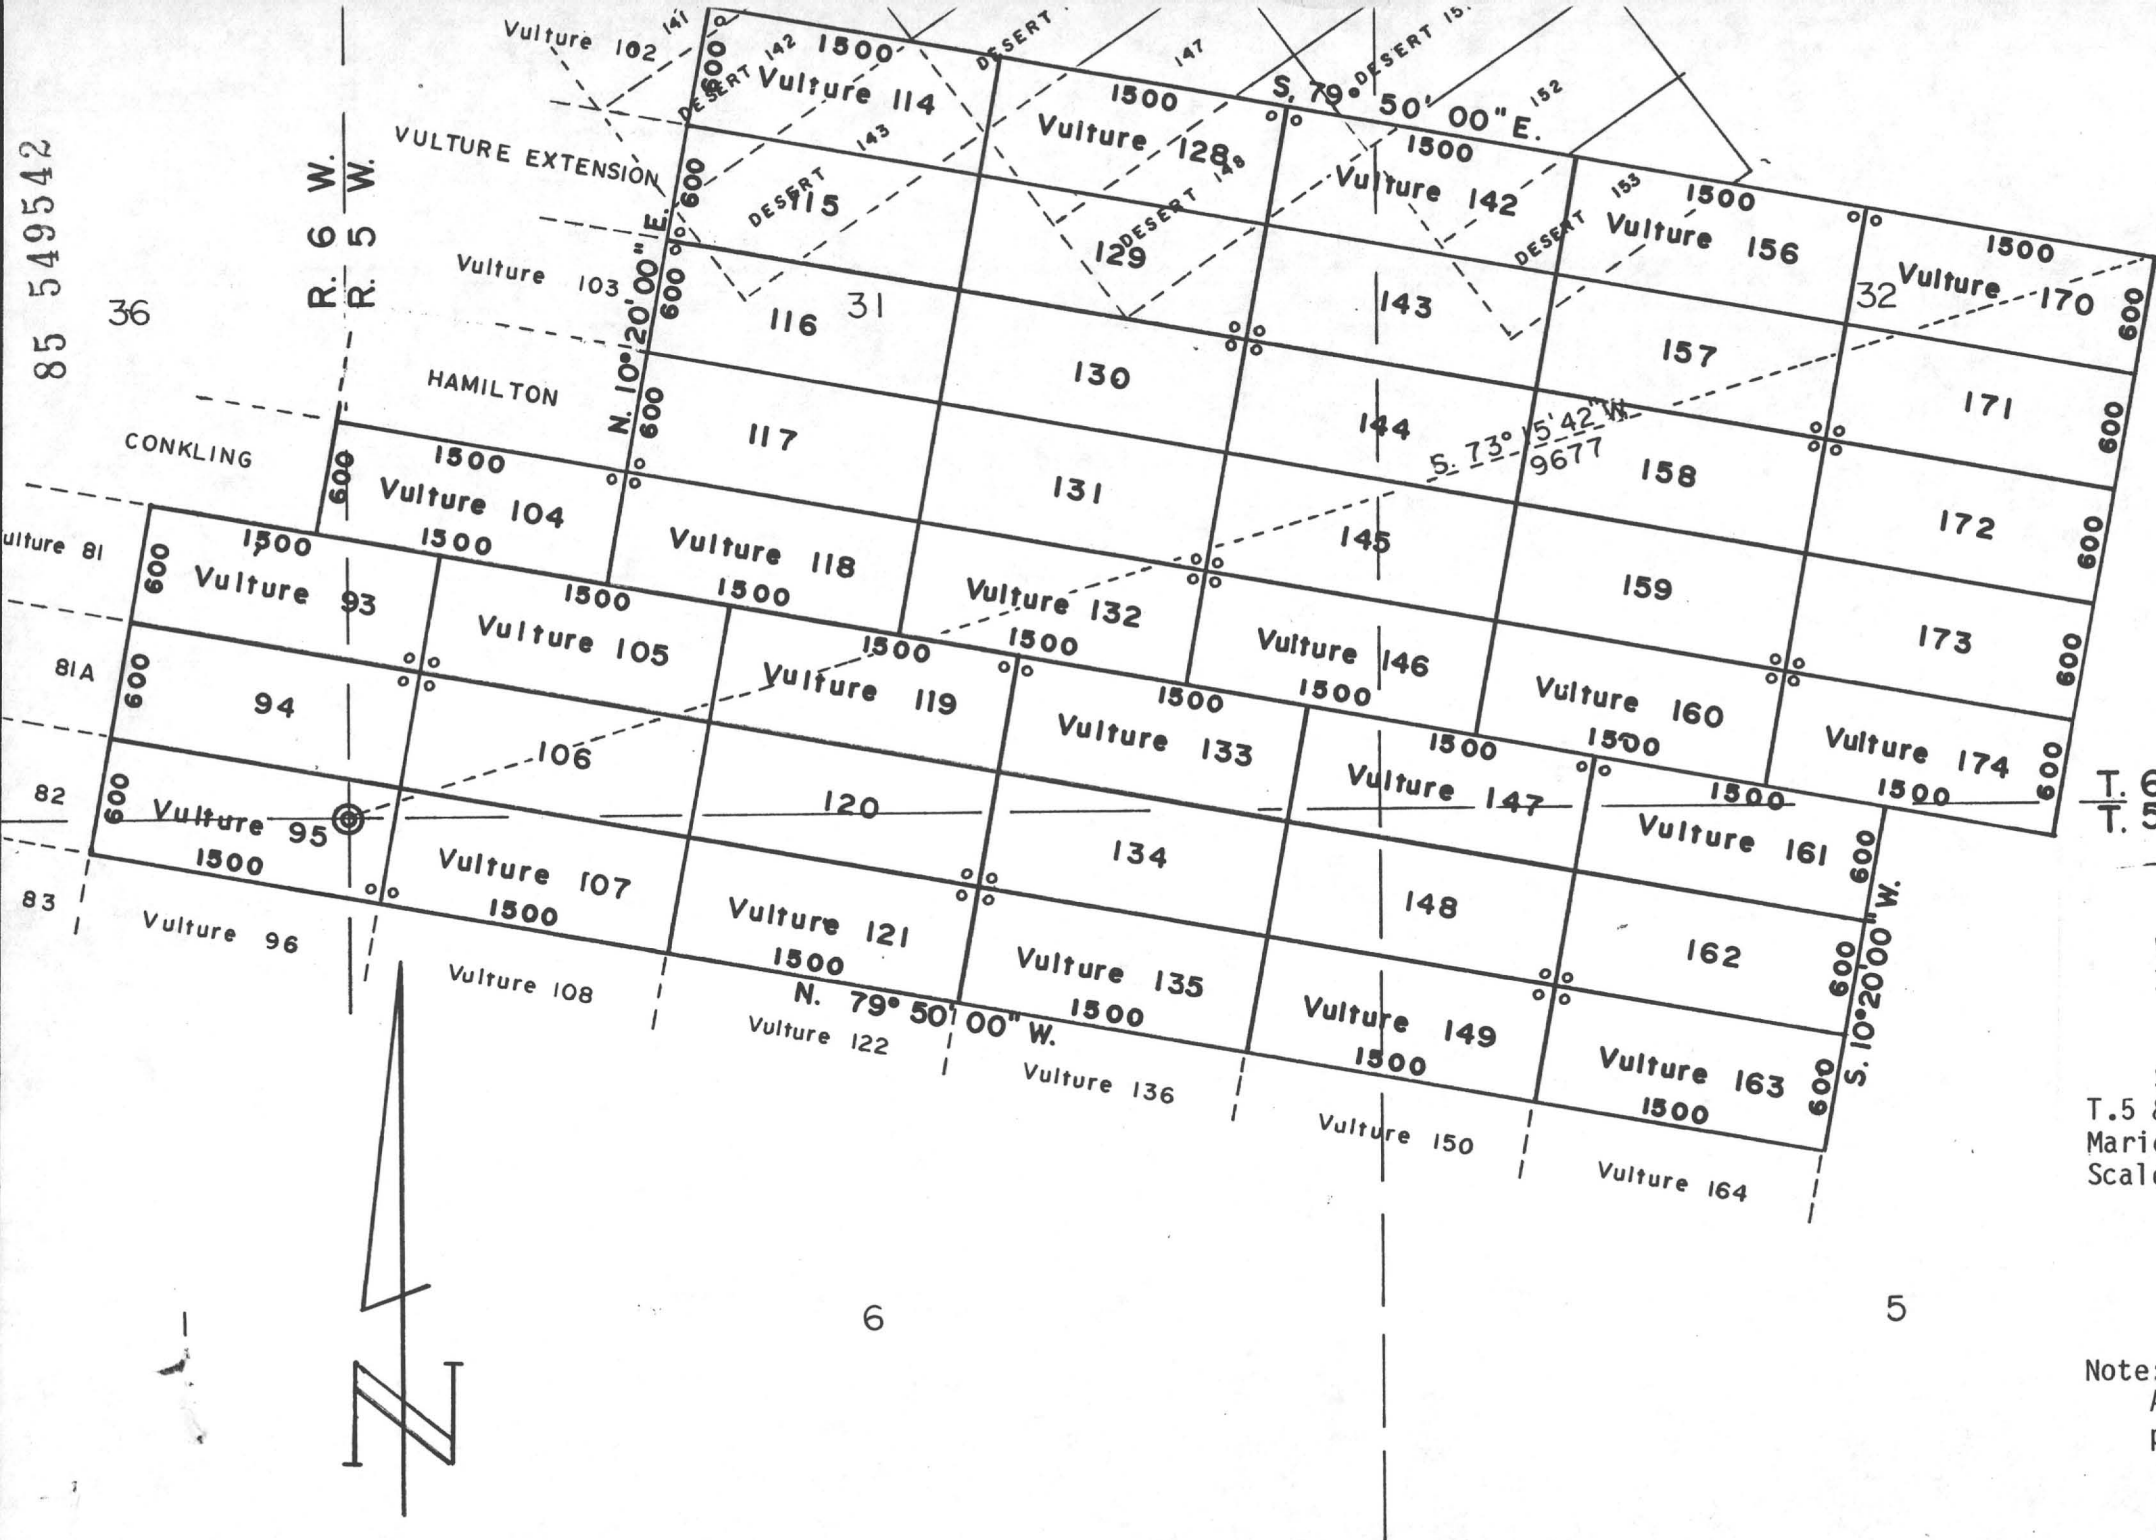 85 549542
36
R. 6 W.
R. 5 W.
Vulture 102
VULTURE EXTENSION
Vulture 103
HAMILTON
CONKLING
N. 10° 20' 00" E.
600
600
600
600
600
141
DESERT 142
DESERT 143
DESERT
147
DESERT 148
DESERT
152
DESERT 153
S. 79° 50' 00" E.
1500
Vulture 114
115
116
31
117
Vulture 118
1500
1500
Vulture 128
129
130
131
Vulture 132
1500
1500
Vulture 142
143
144
145
Vulture 146
1500
1500
Vulture 156
157
158
159
Vulture 160
1500
1500
Vulture 170
32
171
172
173
Vulture 174
1500
600
600
600
600
600
S. 73° 15' 42" W.
9677
1500
Vulture 104
1500
81
81A
82
83
600
600
600
1500
Vulture 93
94
Vulture 95
1500
1500
Vulture 105
106
Vulture 107
1500
1500
Vulture 119
120
Vulture 121
1500
1500
Vulture 133
134
Vulture 135
1500
1500
Vulture 147
148
Vulture 149
1500
1500
Vulture 161
162
Vulture 163
1500
600
600
600
S. 10° 20' 00" W.
N. 79° 50' 00" W.
Vulture 96
Vulture 108
Vulture 122
Vulture 136
Vulture 150
Vulture 164
T. 6
T. 5
T.5
6
5
N
Note: